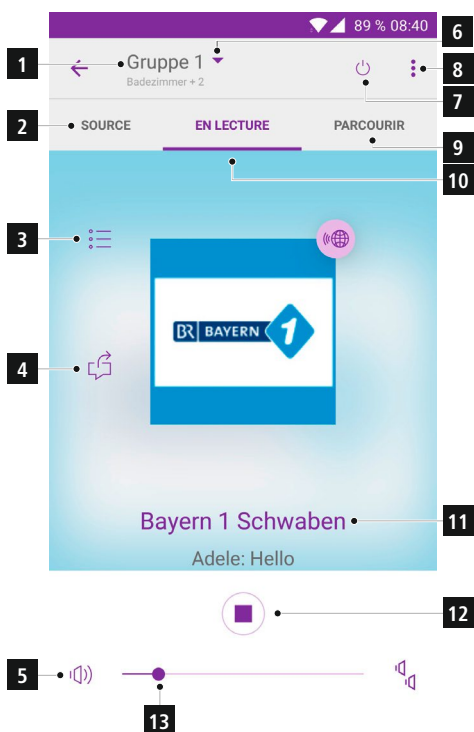 89 % 08:40
6
1
Gruppe 1
Badezimmer + 2
8
7
2
SOURCE
EN LECTURE
PARCOURIR
9
10
3
BR BAYERN 1
4
Bayern 1 Schwaben
11
Adele: Hello
12
5
13